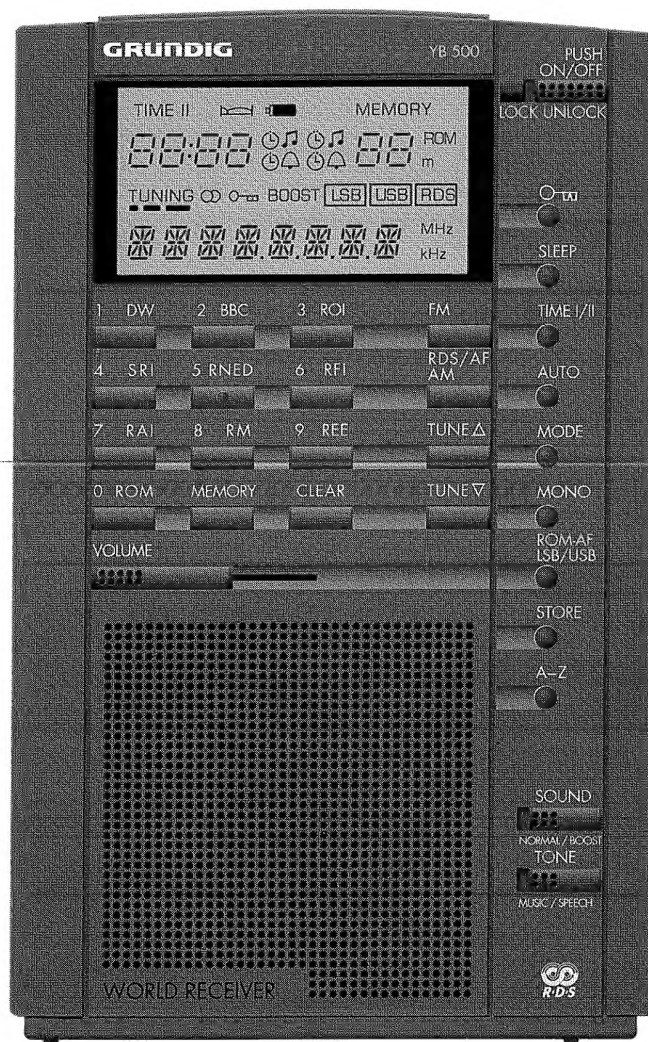 GRUNDIG YB 500
PUSH
ON/OFF
LOCK UNLOCK
TIME II MEMORY
88:88 88 ROM
m
TUNING BOOST LSB USB RDS
MHz
kHz
SLEEP
1 DW 2 BBC 3 ROI FM TIME I/II
4 SRI 5 RNED 6 RFI RDS/AF
AM AUTO
7 RAI 8 RM 9 REE TUNE△ MODE
0 ROM MEMORY CLEAR TUNE▽ MONO
VOLUME
ROM-AF
LSB/USB
STORE
A–Z
SOUND
NORMAL/BOOST
TONE
MUSIC/SPEECH
WORLD RECEIVER
R·D·S